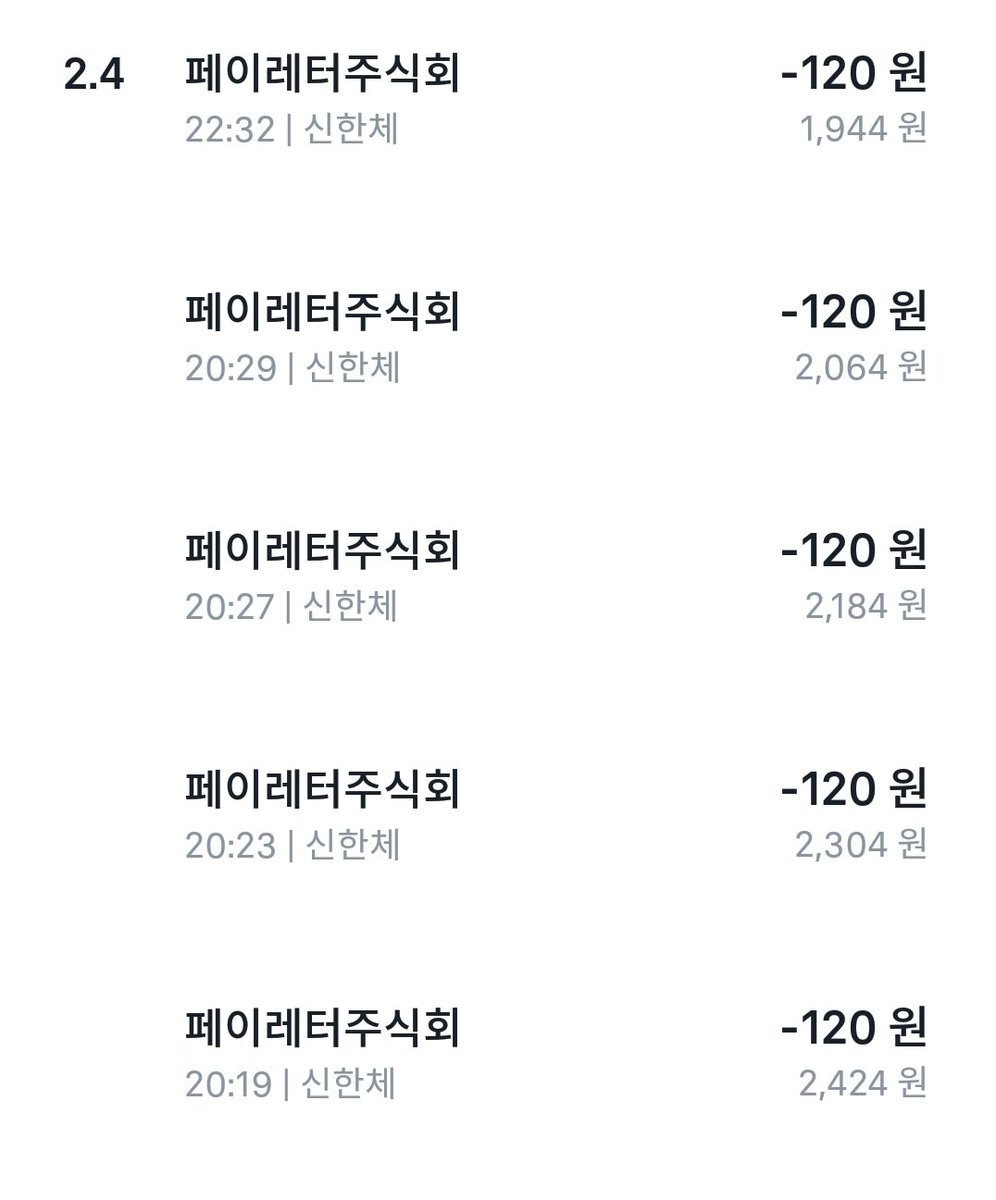 2.4 페이레터주식회 -120 원
22:32 | 신한체 1,944 원
페이레터주식회 -120 원
20:29 | 신한체 2,064 원
페이레터주식회 -120 원
20:27 | 신한체 2,184 원
페이레터주식회 -120 원
20:23 | 신한체 2,304 원
페이레터주식회 -120 원
20:19 | 신한체 2,424 원